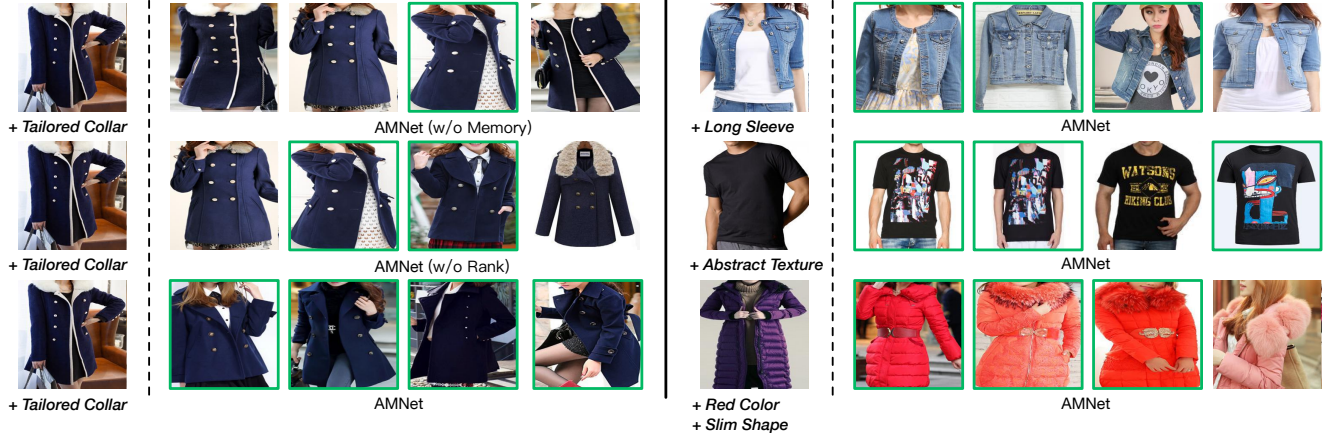 + Tailored Collar
AMNet (w/o Memory)
+ Tailored Collar
AMNet (w/o Rank)
+ Tailored Collar
AMNet
+ Long Sleeve
AMNet
+ Abstract Texture
WATSONS
HIKING CLUB
AMNet
+ Red Color
+ Slim Shape
AMNet